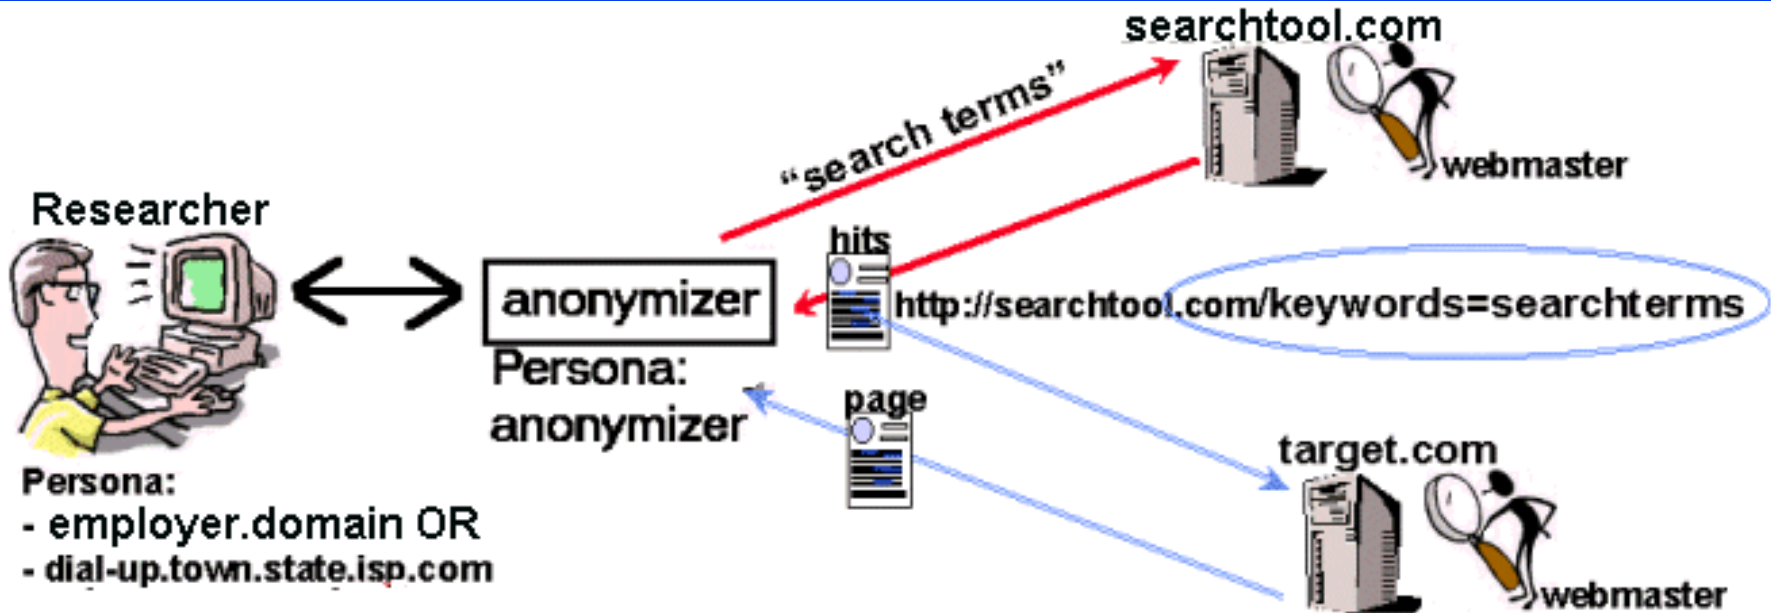 searchtool.com
“search terms”
webmaster
Researcher
hits
anonymizer
http://searchtool.com/keywords=searchterms
Persona:
anonymizer
page
target.com
Persona:
- employer.domain OR
- dial-up.town.state.isp.com
webmaster